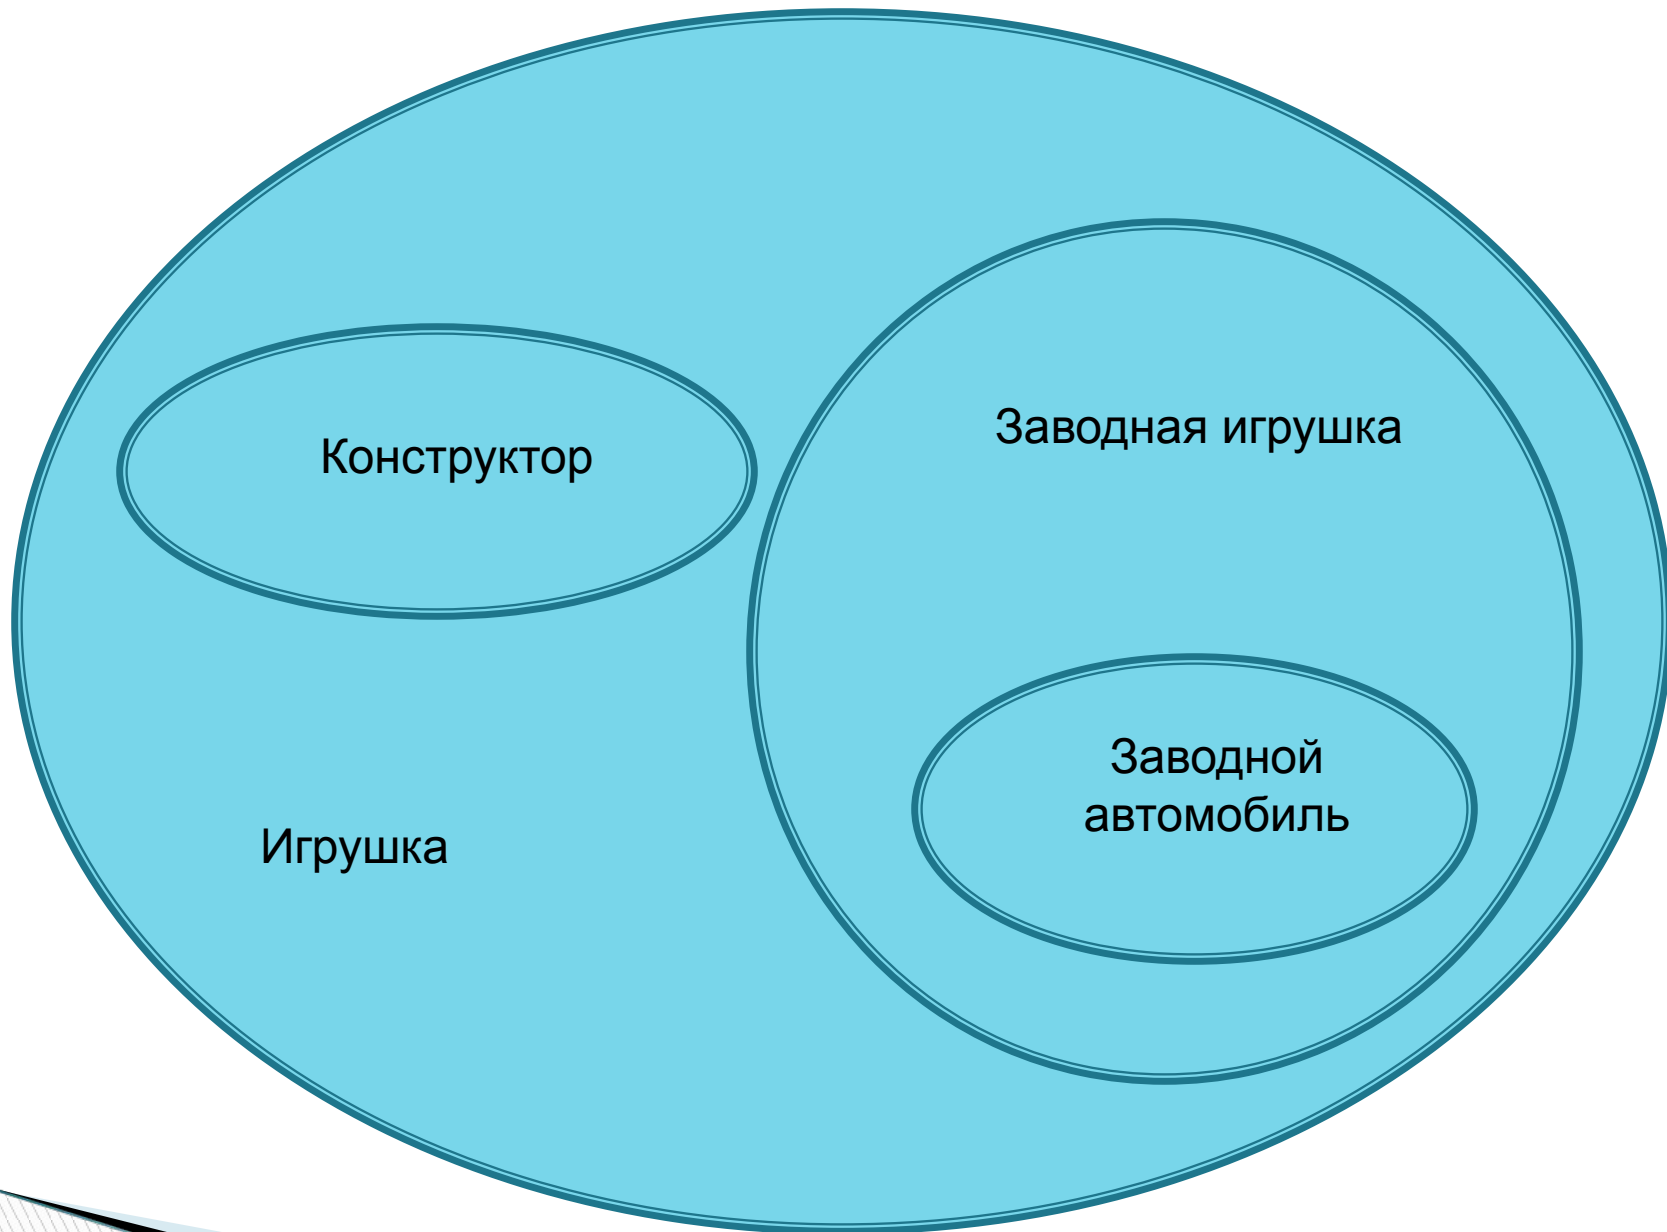 Заводная игрушка
Конструктор
Заводной
автомобиль
Игрушка